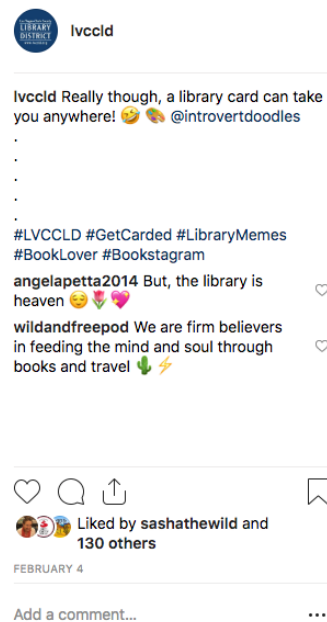 LIBRARY
DISTRICT
lvccld
lvccld Really though, a library card can take
you anywhere! 🤣 🎨 @introvertdoodles
.
.
.
.
.
#LVCCLD #GetCarded #LibraryMemes
#BookLover #Bookstagram
angelapetta2014 But, the library is
heaven 😌🌷💖
wildandfreepod We are firm believers
in feeding the mind and soul through
books and travel 🌵⚡
Liked by sashathewild and
130 others
FEBRUARY 4
Add a comment...